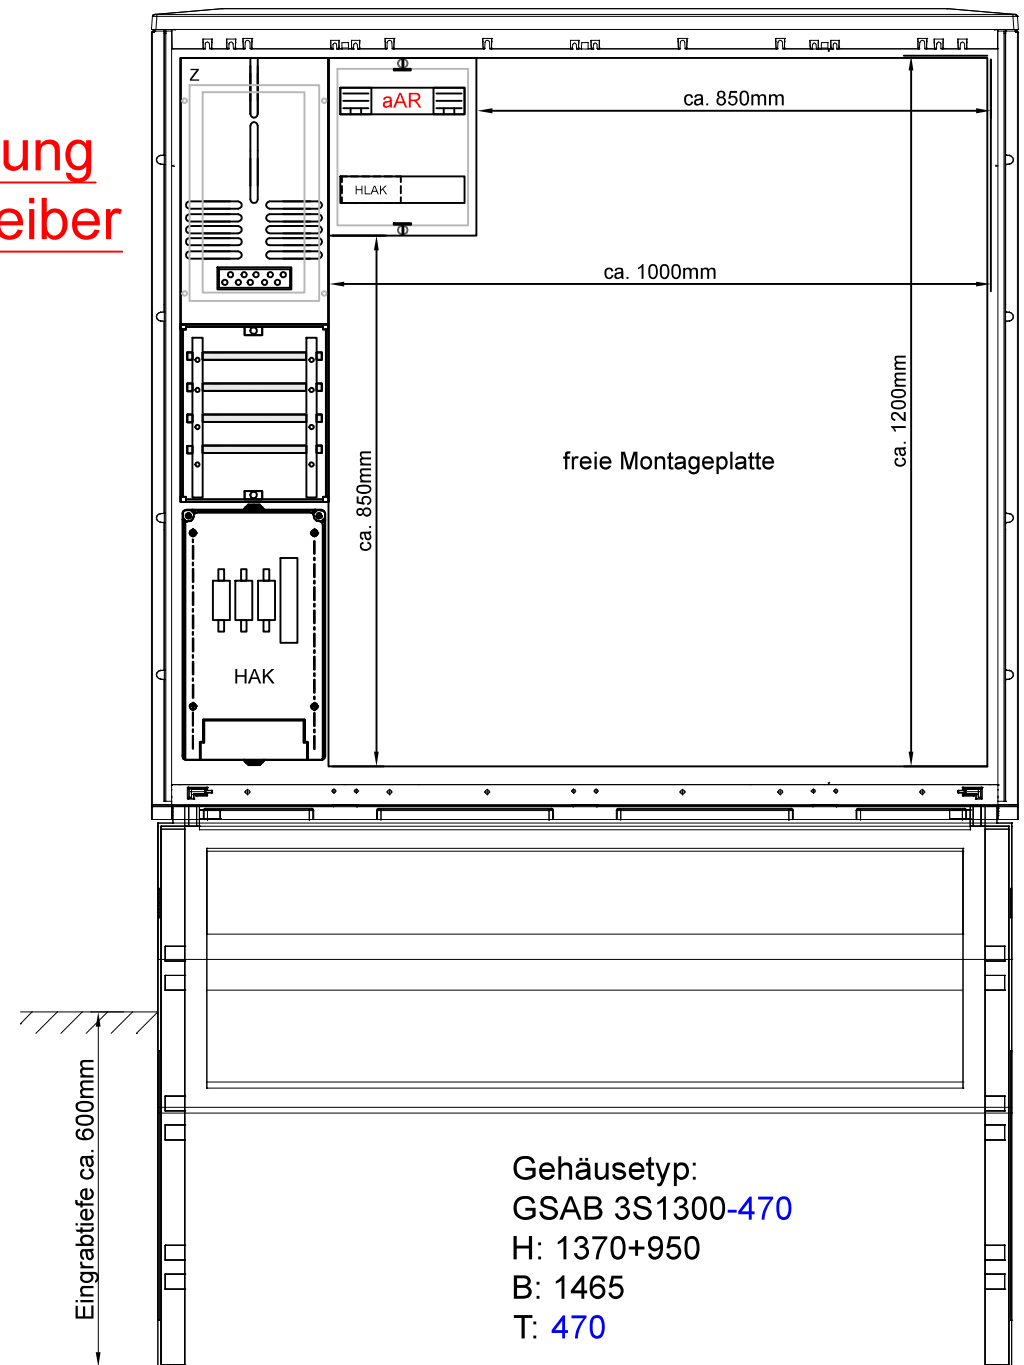 Z
aAR
ca. 850mm
ung
eiber
HLAK
ca. 1000mm
ca. 1200mm
freie Montageplatte
ca. 850mm
HAK
Eingrabtiefe ca. 600mm
Gehäusetyp:
GSAB 3S1300-470
H: 1370+950
B: 1465
T: 470